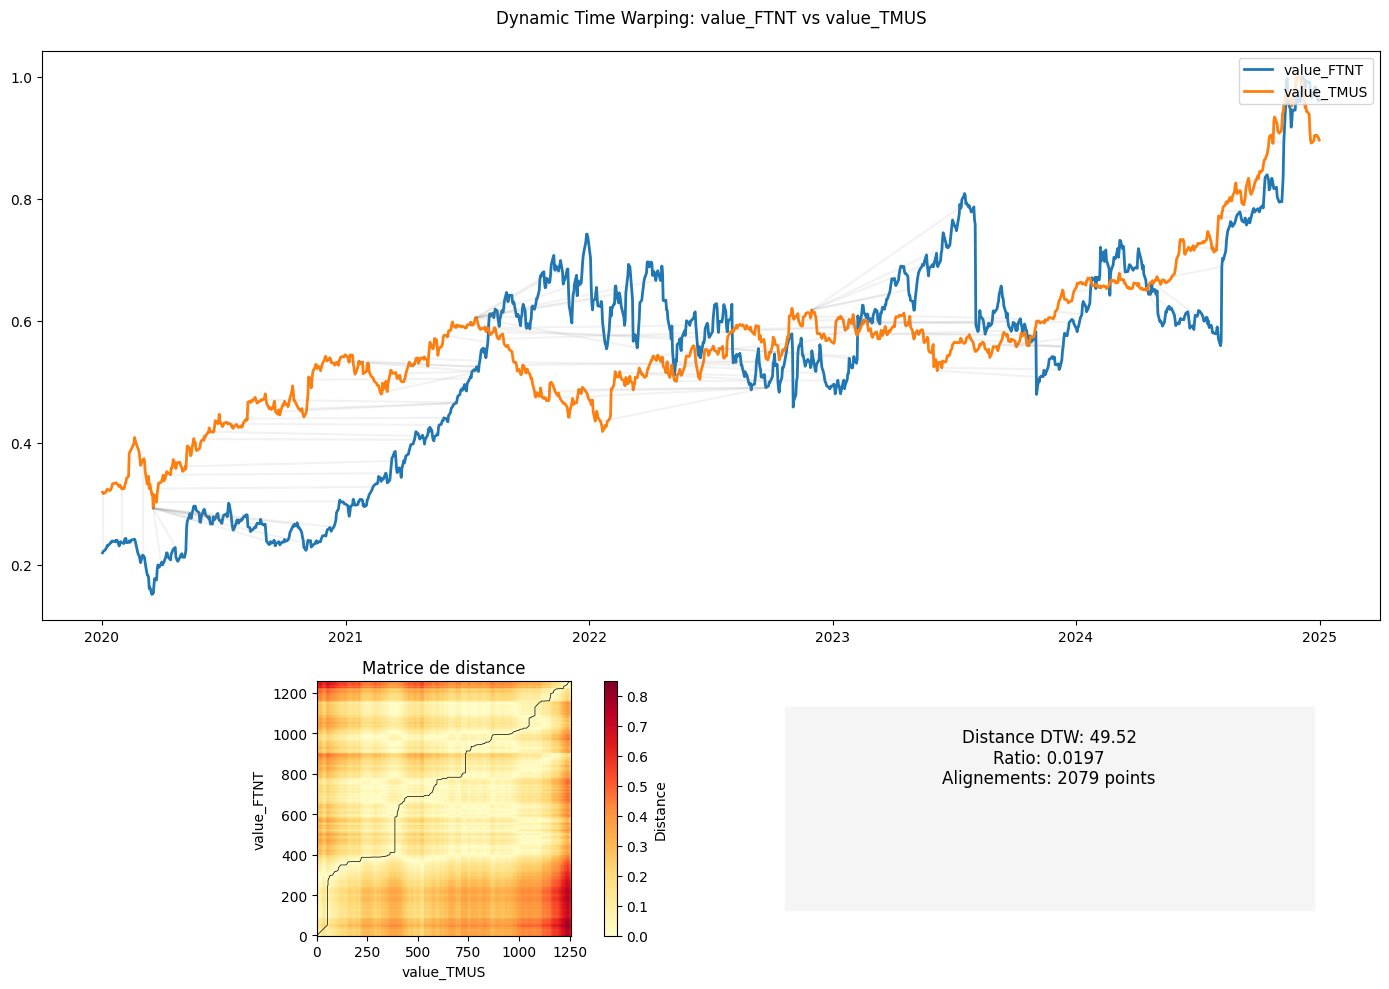 Dynamic Time Warping: value_FTNT vs value_TMUS
value_FTNT
value_TMUS
1.0
0.8
0.6
0.4
0.2
2020 2021 2022 2023 2024 2025
Matrice de distance
value_FTNT
1200
1000
800
600
400
200
0
0 250 500 750 1000 1250
value_TMUS
0.8
0.7
0.6
0.5
0.4
0.3
0.2
0.1
0.0
Distance
Distance DTW: 49.52
Ratio: 0.0197
Alignements: 2079 points